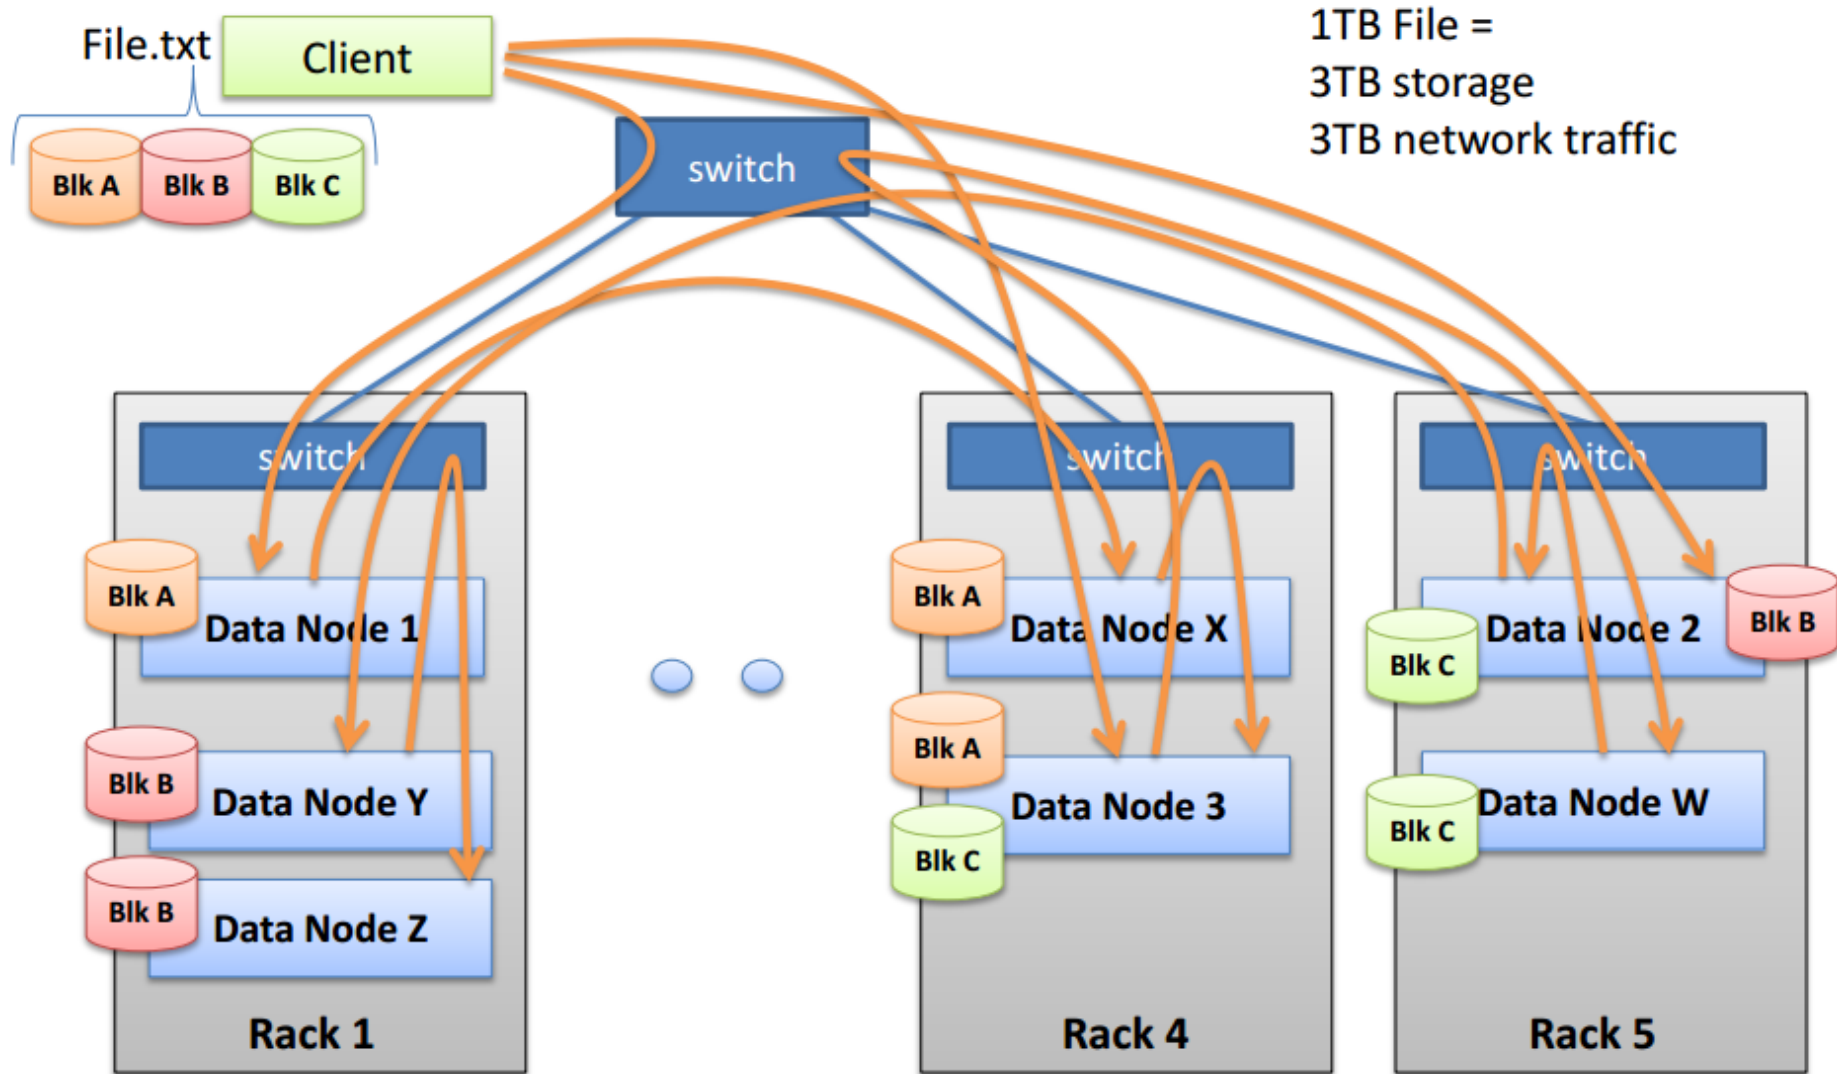 File.txt
Client
1TB File =
3TB storage
3TB network traffic
Blk A
Blk B
Blk C
switch
switch
switch
switch
Blk A
Data Node 1
Blk A
Data Node X
Data Node 2
Blk B
Blk C
Blk B
Data Node Y
Blk A
Data Node 3
Blk C
Blk C
Data Node W
Blk B
Data Node Z
Rack 1
Rack 4
Rack 5